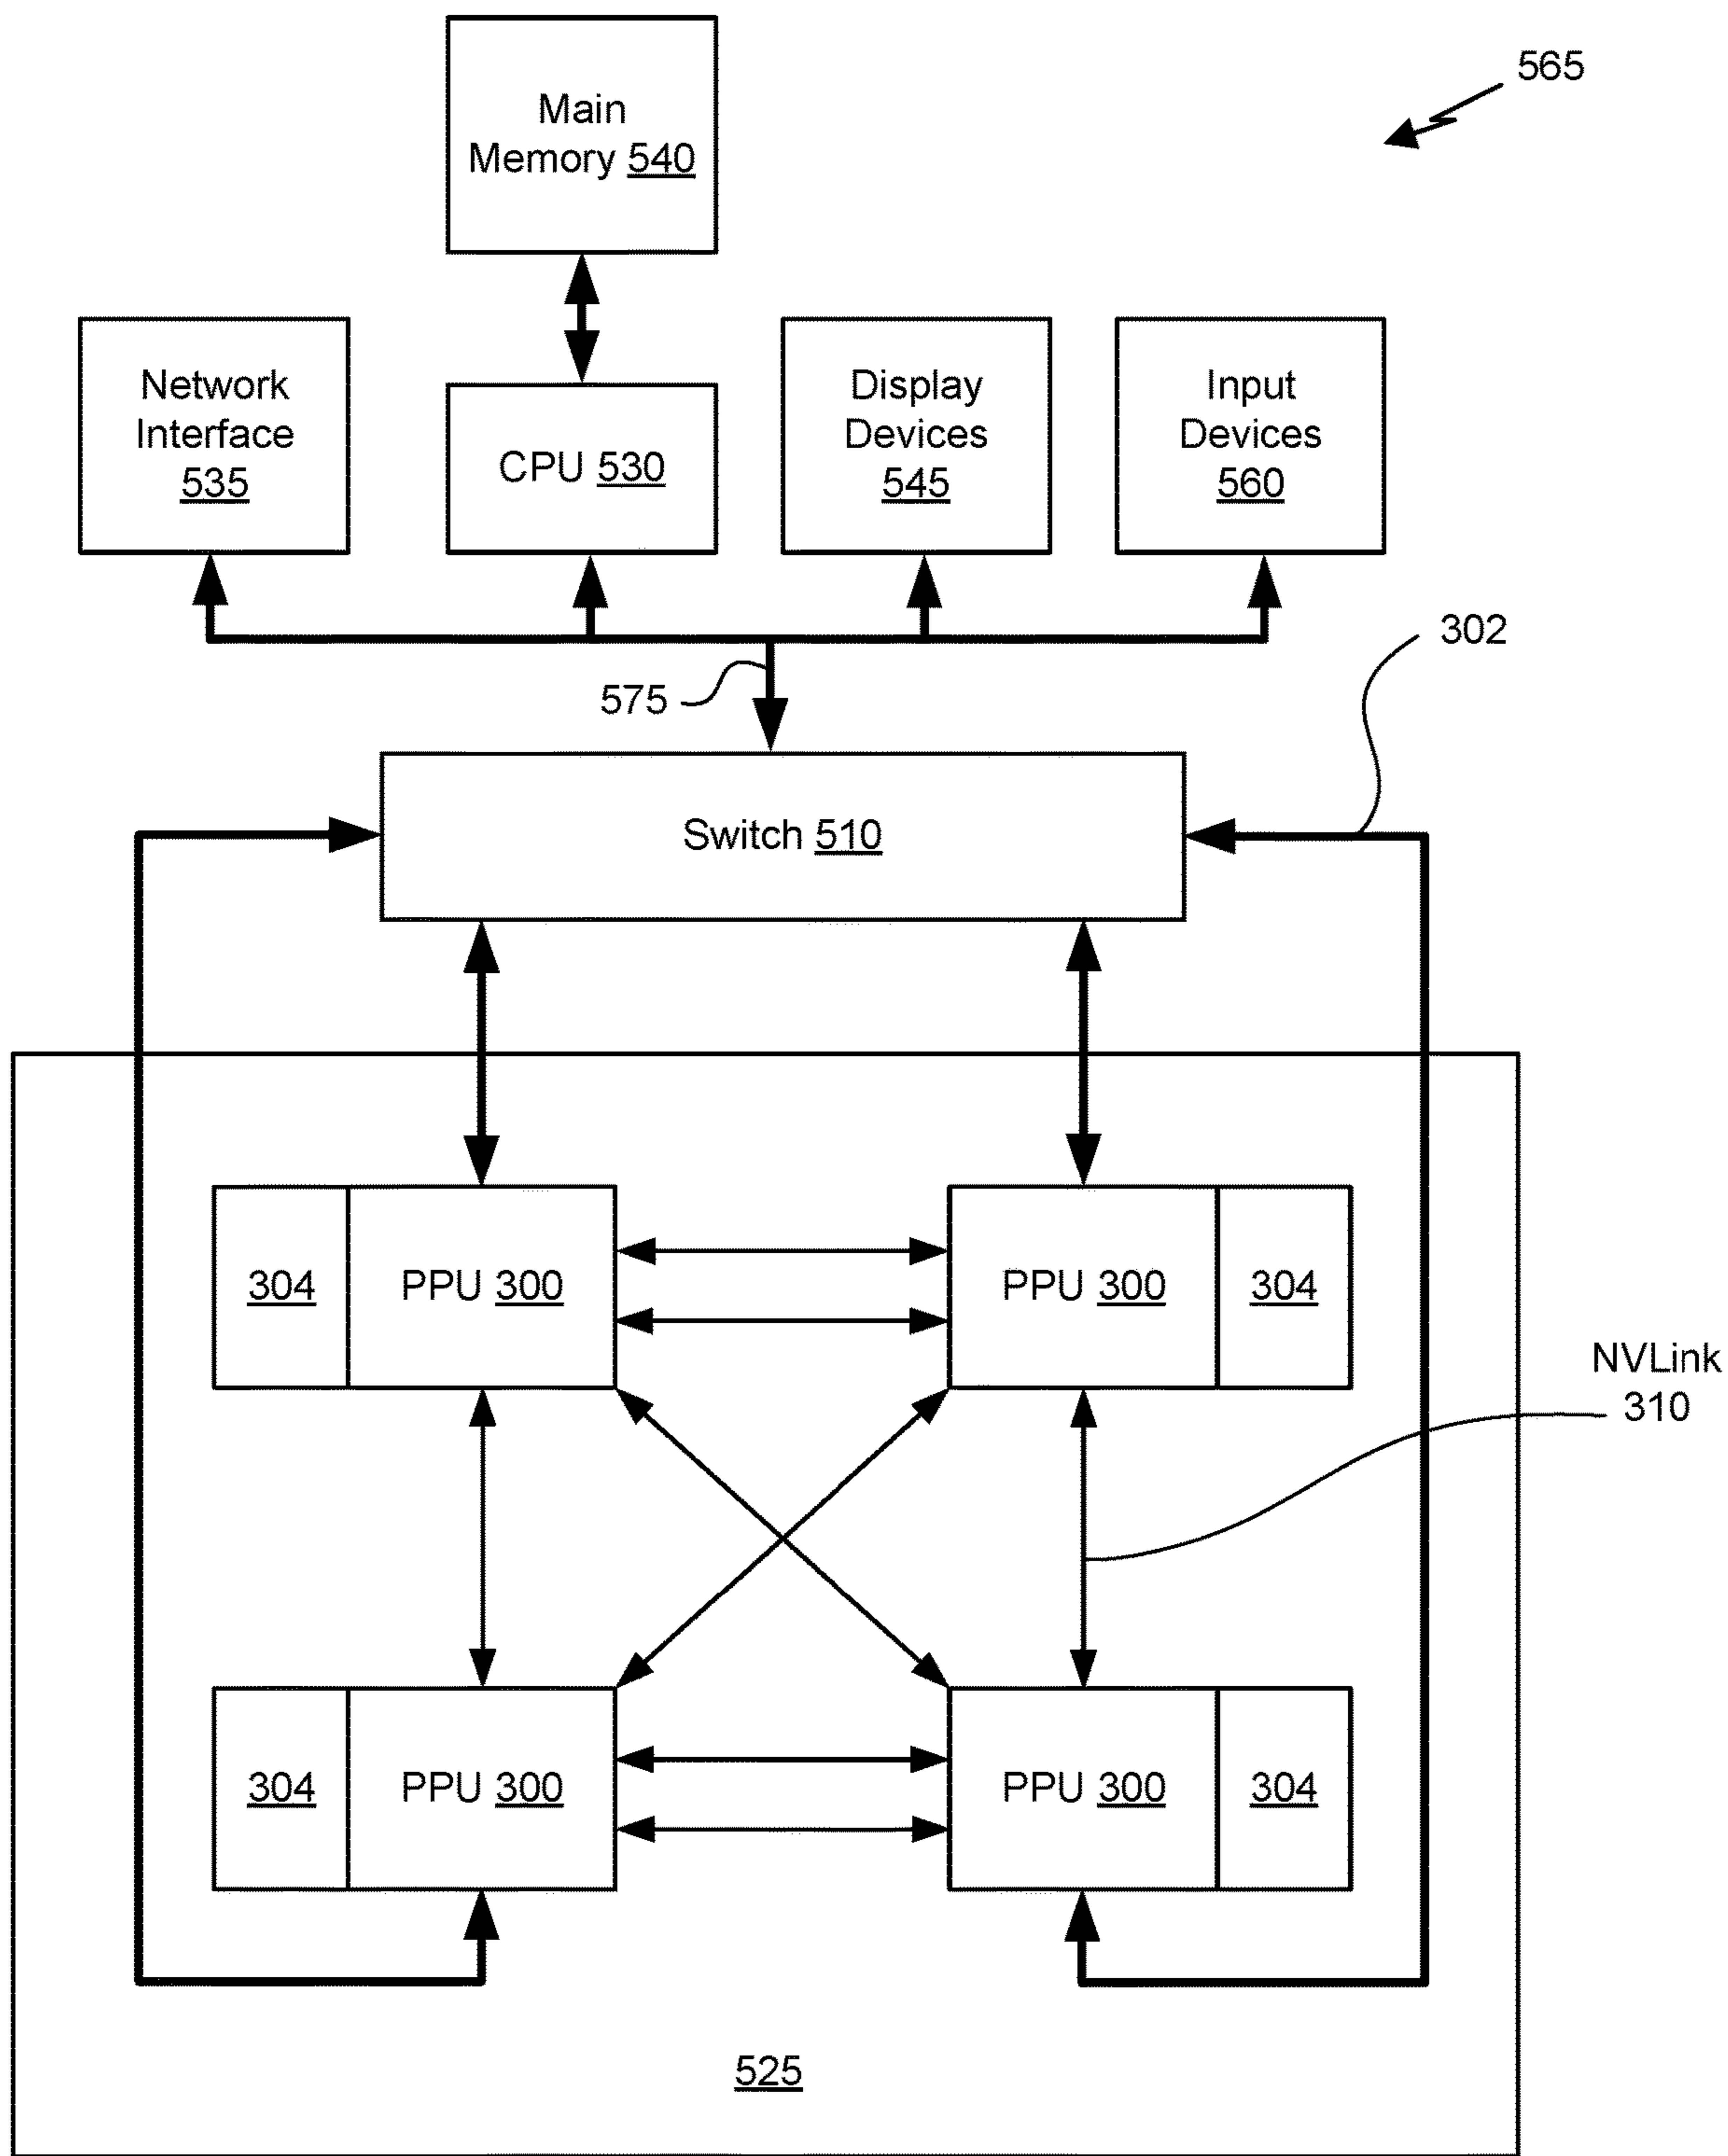 565
Main
Memory 540
Network
Interface
535
CPU 530
Display
Devices
545
Input
Devices
560
302
575
Switch 510
304
PPU 300
PPU 300
304
NVLink
310
304
PPU 300
PPU 300
304
525